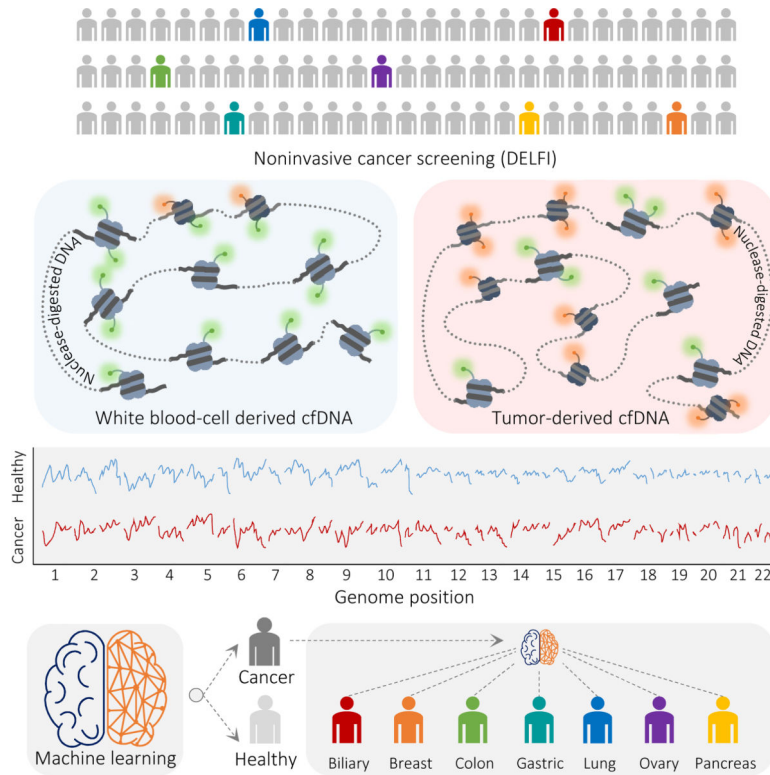 Noninvasive cancer screening (DELFI)
Nuclease-digested DNA
White blood-cell derived cfDNA
Nuclease-digested DNA
Tumor-derived cfDNA
Healthy
Cancer
1 2 3 4 5 6 7 8 9 10 11 12 13 14 15 16 17 18 19 20 21 22
Genome position
Machine learning
Cancer
Healthy
Biliary Breast Colon Gastric Lung Ovary Pancreas